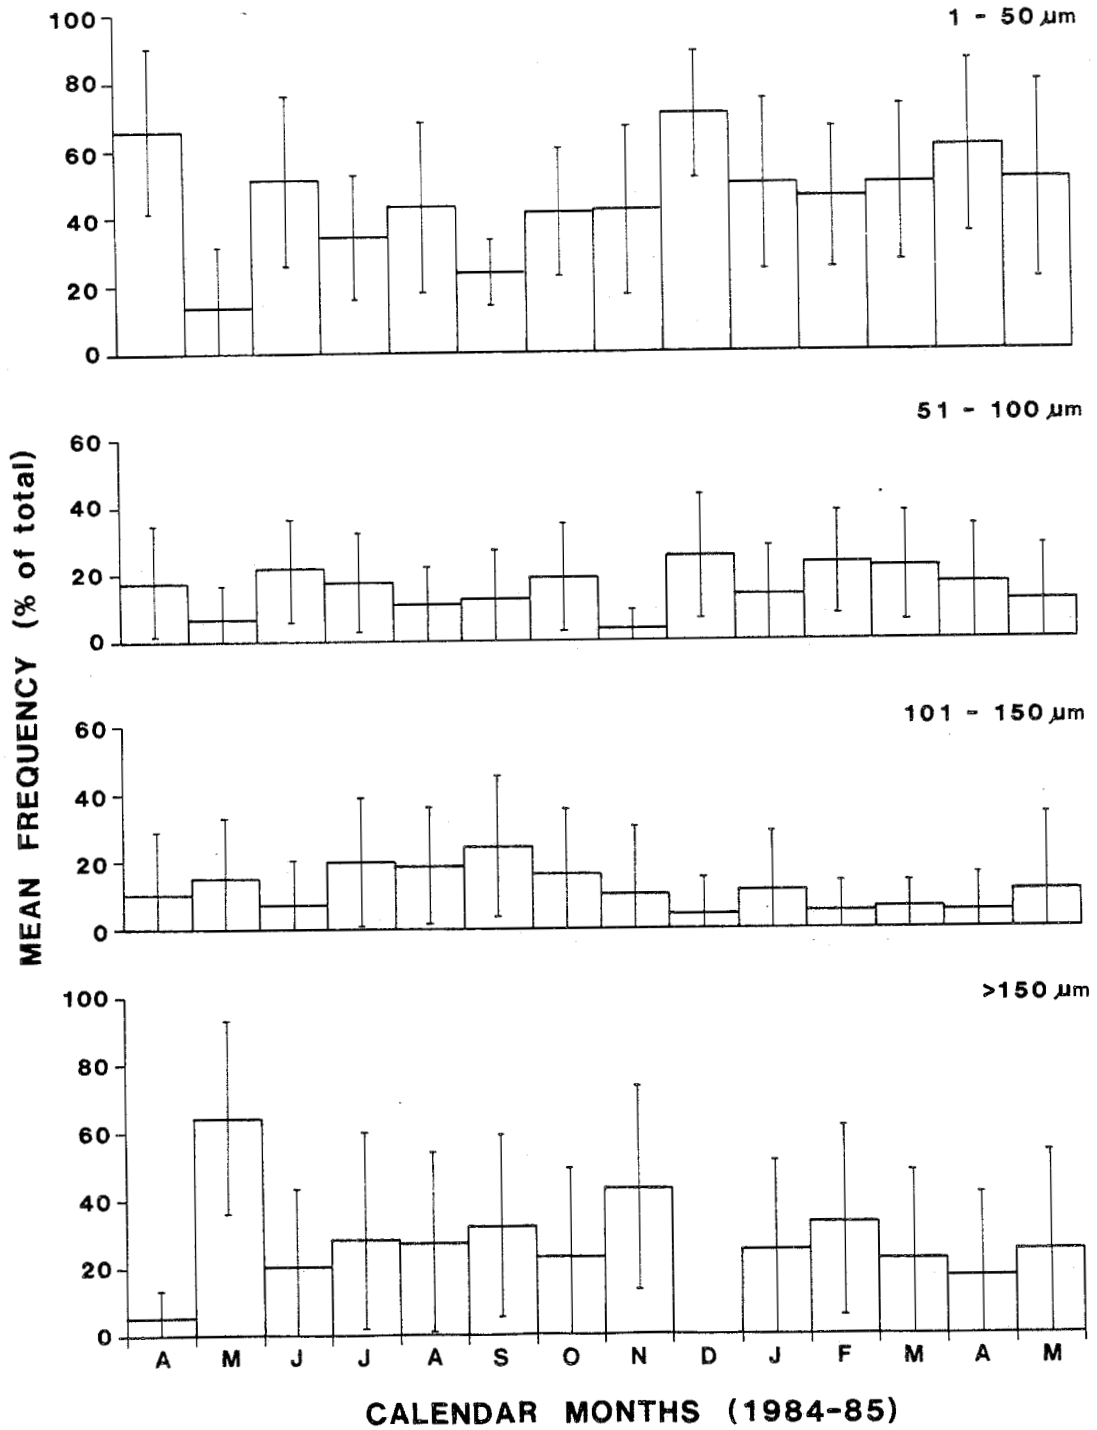 1 - 50 µm
100
80
60
40
20
0
51 - 100 µm
60
40
20
0
101 - 150 µm
60
40
20
0
>150 µm
100
80
60
40
20
0
A M J J A S O N D J F M A M
CALENDAR MONTHS (1984-85)
MEAN FREQUENCY (% of total)